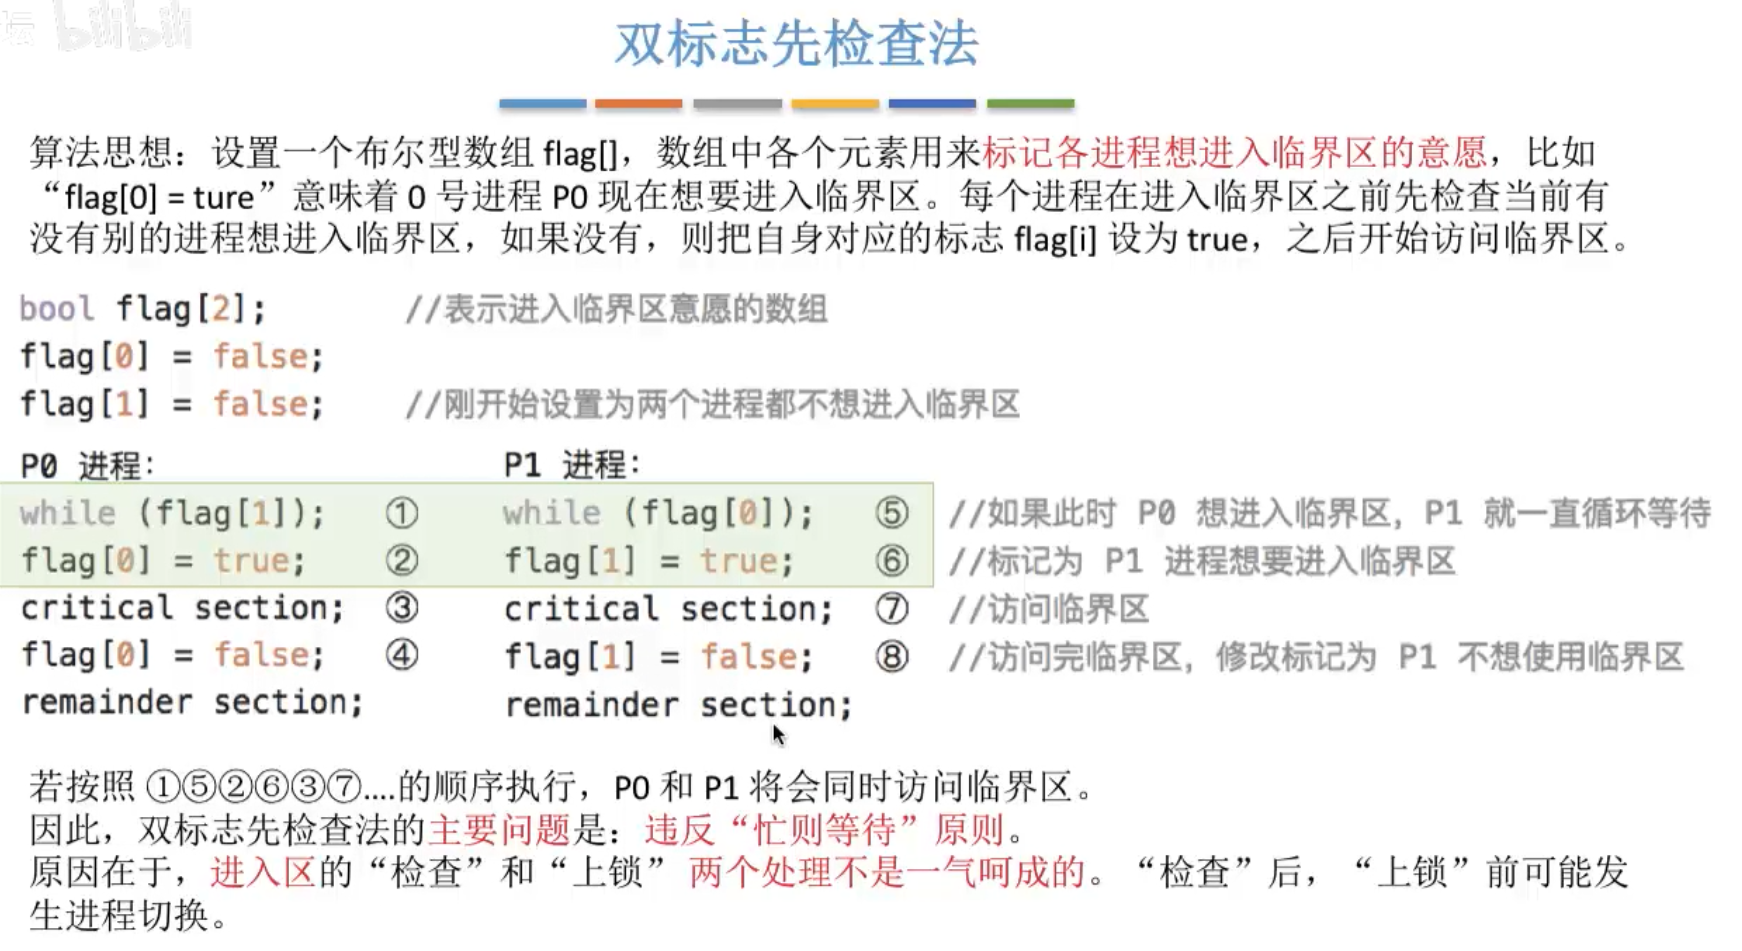 坛 bilibili
双标志先检查法
算法思想：设置一个布尔型数组 flag[]，数组中各个元素用来标记各进程想进入临界区的意愿，比如
“flag[0] = ture”意味着 0 号进程 P0 现在想要进入临界区。每个进程在进入临界区之前先检查当前有
没有别的进程想进入临界区，如果没有，则把自身对应的标志 flag[i] 设为 true，之后开始访问临界区。
bool flag[2]; //表示进入临界区意愿的数组
flag[0] = false;
flag[1] = false; //刚开始设置为两个进程都不想进入临界区
P0 进程: P1 进程:
while (flag[1]); ① while (flag[0]); ⑤ //如果此时 P0 想进入临界区, P1 就一直循环等待
flag[0] = true; ② flag[1] = true; ⑥ //标记为 P1 进程想要进入临界区
critical section; ③ critical section; ⑦ //访问临界区
flag[0] = false; ④ flag[1] = false; ⑧ //访问完临界区, 修改标记为 P1 不想使用临界区
remainder section; remainder section;
若按照 ①⑤②⑥③⑦....的顺序执行，P0 和 P1 将会同时访问临界区。
因此，双标志先检查法的主要问题是：违反“忙则等待”原则。
原因在于，进入区的“检查”和“上锁” 两个处理不是一气呵成的。“检查”后，“上锁”前可能发
生进程切换。